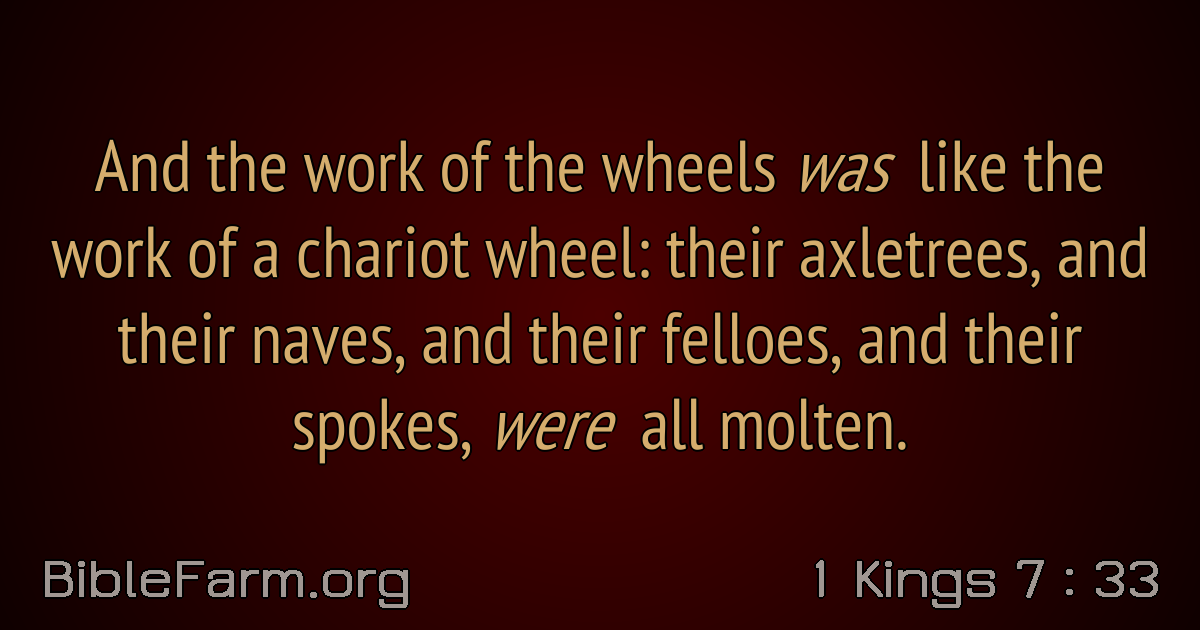 And the work of the wheels was like the
work of a chariot wheel: their axletrees, and
their naves, and their felloes, and their
spokes, were all molten.
BibleFarm.org
1 Kings 7 : 33